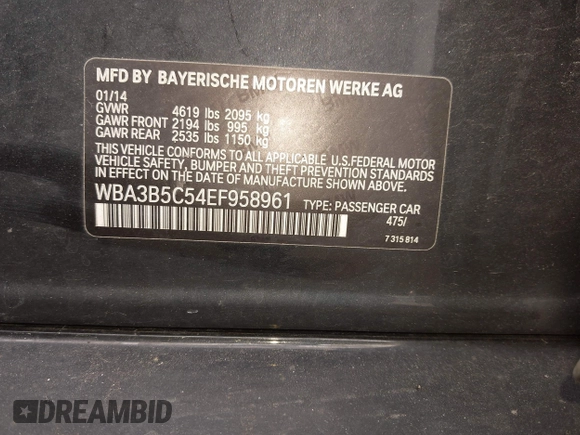 MFD BY BAYERISCHE MOTOREN WERKE AG
01/14
GVWR 4619 lbs 2095 kg
GAWR FRONT 2194 lbs 995 kg
GAWR REAR 2535 lbs 1150 kg
THIS VEHICLE CONFORMS TO ALL APPLICABLE U.S.FEDERAL MOTOR
VEHICLE SAFETY, BUMPER AND THEFT PREVENTION STANDARDS
IN EFFECT ON THE DATE OF MANUFACTURE SHOWN ABOVE.
WBA3B5C54EF958961 TYPE: PASSENGER CAR
475/
7 315 814
DREAMBID